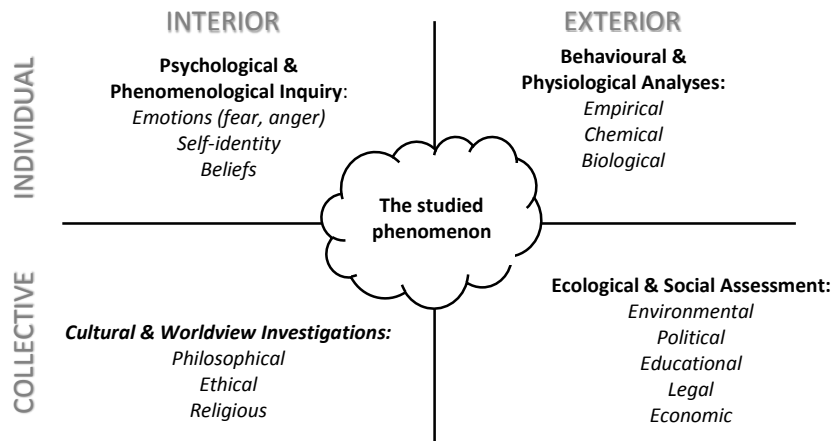 INTERIOR
EXTERIOR
INDIVIDUAL
Psychological &
Phenomenological Inquiry:
Emotions (fear, anger)
Self-identity
Beliefs
Behavioural &
Physiological Analyses:
Empirical
Chemical
Biological
The studied
phenomenon
COLLECTIVE
Cultural & Worldview Investigations:
Philosophical
Ethical
Religious
Ecological & Social Assessment:
Environmental
Political
Educational
Legal
Economic